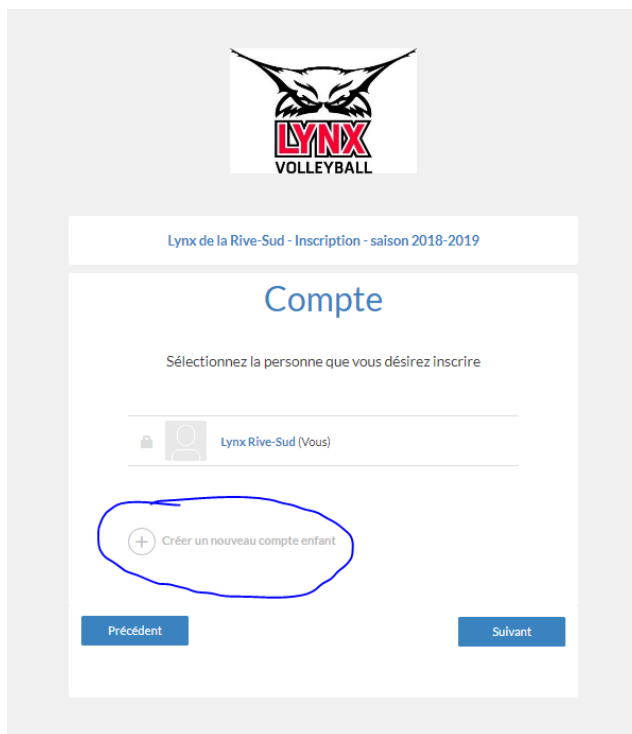 LYNX
VOLLEYBALL
Lynx de la Rive-Sud - Inscription - saison 2018-2019
Compte
Sélectionnez la personne que vous désirez inscrire
Lynx Rive-Sud (Vous)
Créer un nouveau compte enfant
Précédent
Suivant